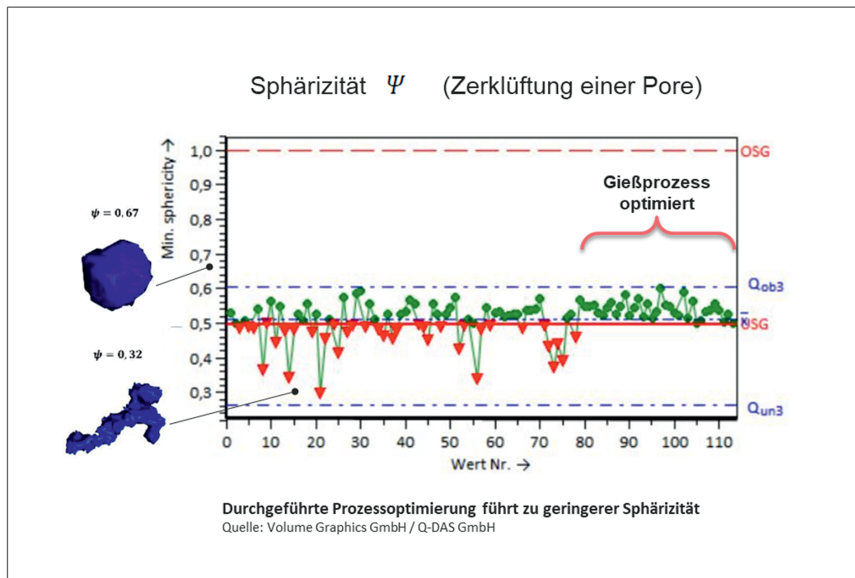 Sphärizität Ψ (Zerklüftung einer Pore)
Min. sphericity →
1,0
0,9
0,8
0,7
0,6
0,5
0,4
0,3
OSG
Gießprozess
optimiert
ψ = 0,67
Qob3
USG
ψ = 0,32
Qun3
0 10 20 30 40 50 60 70 80 90 100 110
Wert Nr. →
Durchgeführte Prozessoptimierung führt zu geringerer Sphärizität
Quelle: Volume Graphics GmbH / Q-DAS GmbH